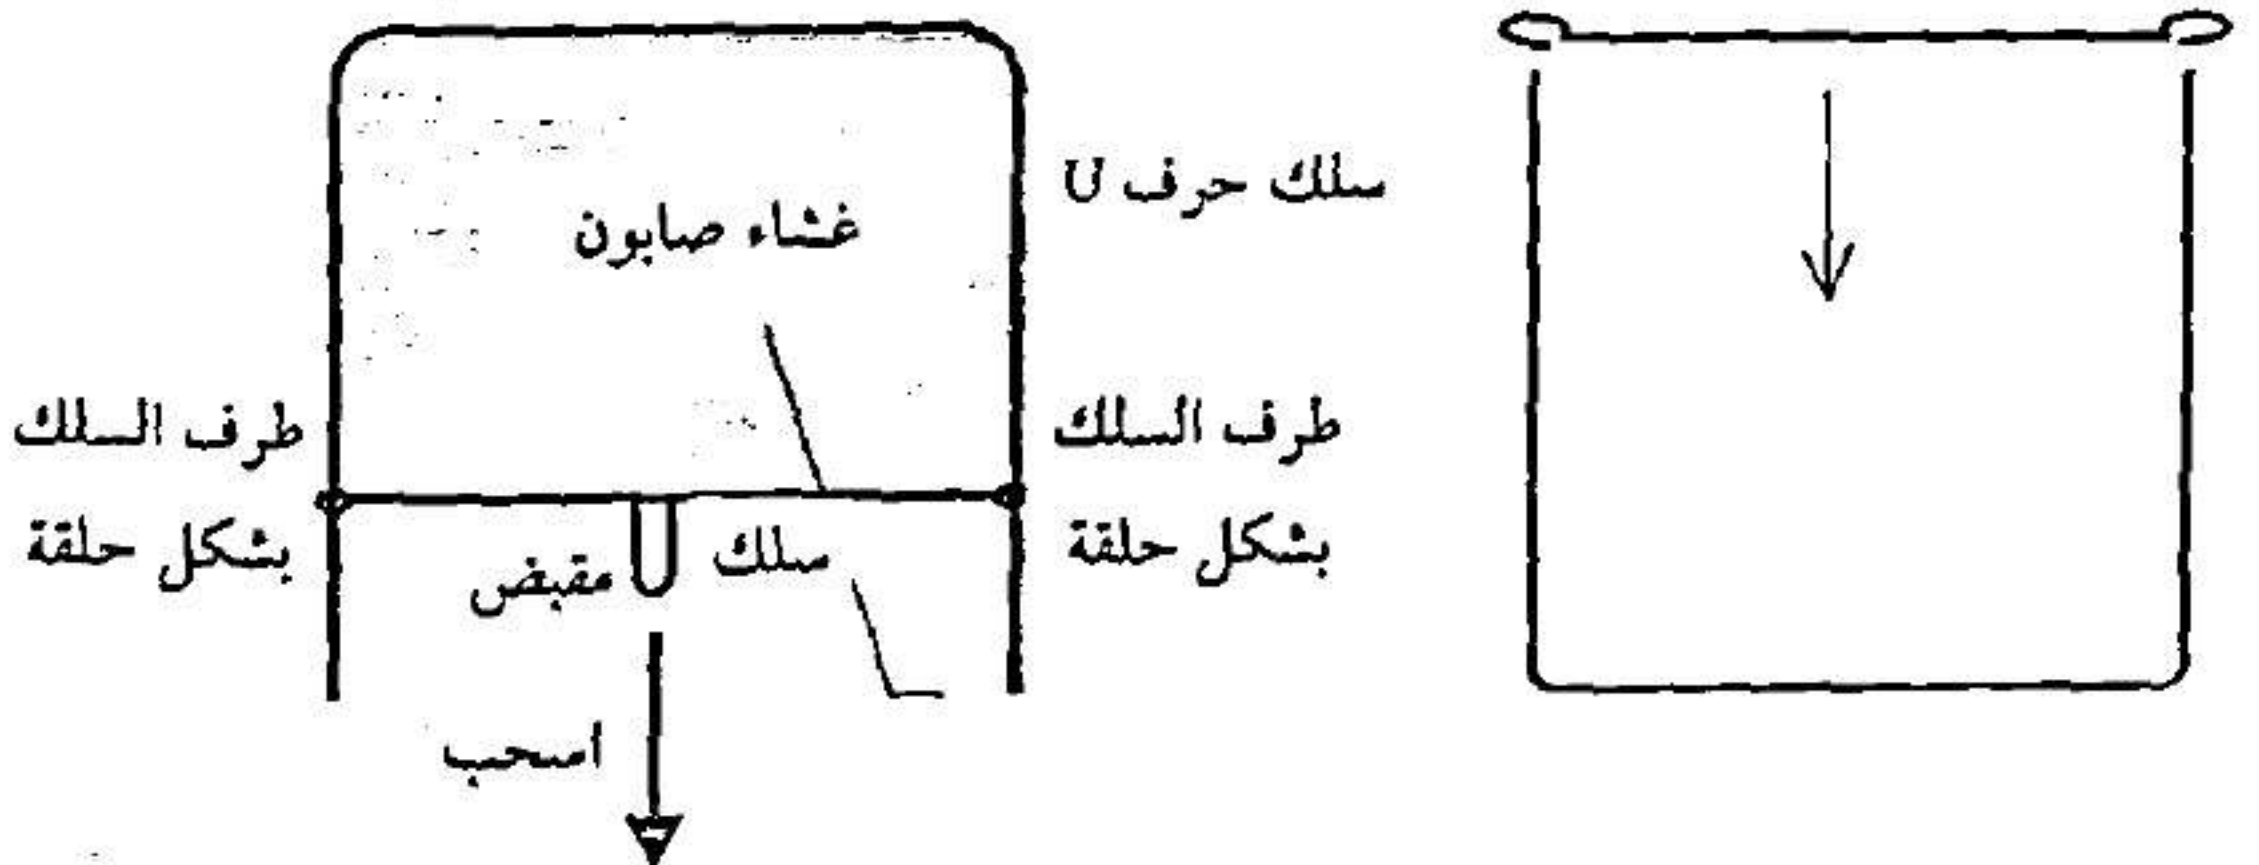 سلك حرف U
غشاء صابون
طرف السلك
بشكل حلقة
طرف السلك
بشكل حلقة
سلك
مقبض
اسحب